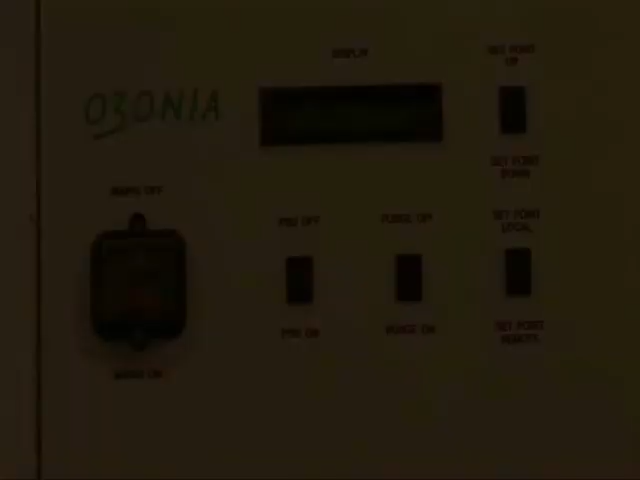 DISPLAY
SET POINT
UP
OZONIA
SET POINT
DOWN
MAINS OFF
PSU OFF
PURGE OFF
SET POINT
LOCAL
PSU ON
PURGE ON
SET POINT
REMOTE
MAINS ON